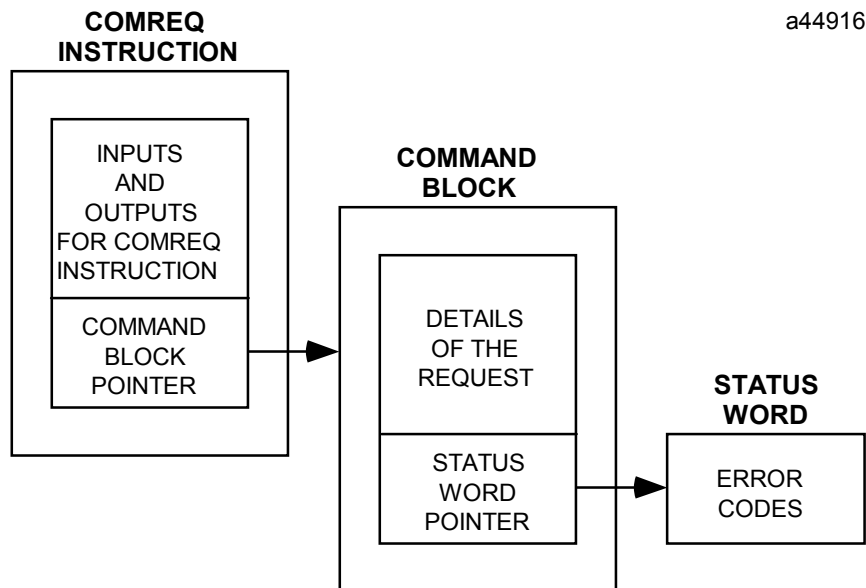 COMREQ
INSTRUCTION
a44916
INPUTS
AND
OUTPUTS
FOR COMREQ
INSTRUCTION
COMMAND
BLOCK
POINTER
COMMAND
BLOCK
DETAILS
OF THE
REQUEST
STATUS
WORD
POINTER
STATUS
WORD
ERROR
CODES